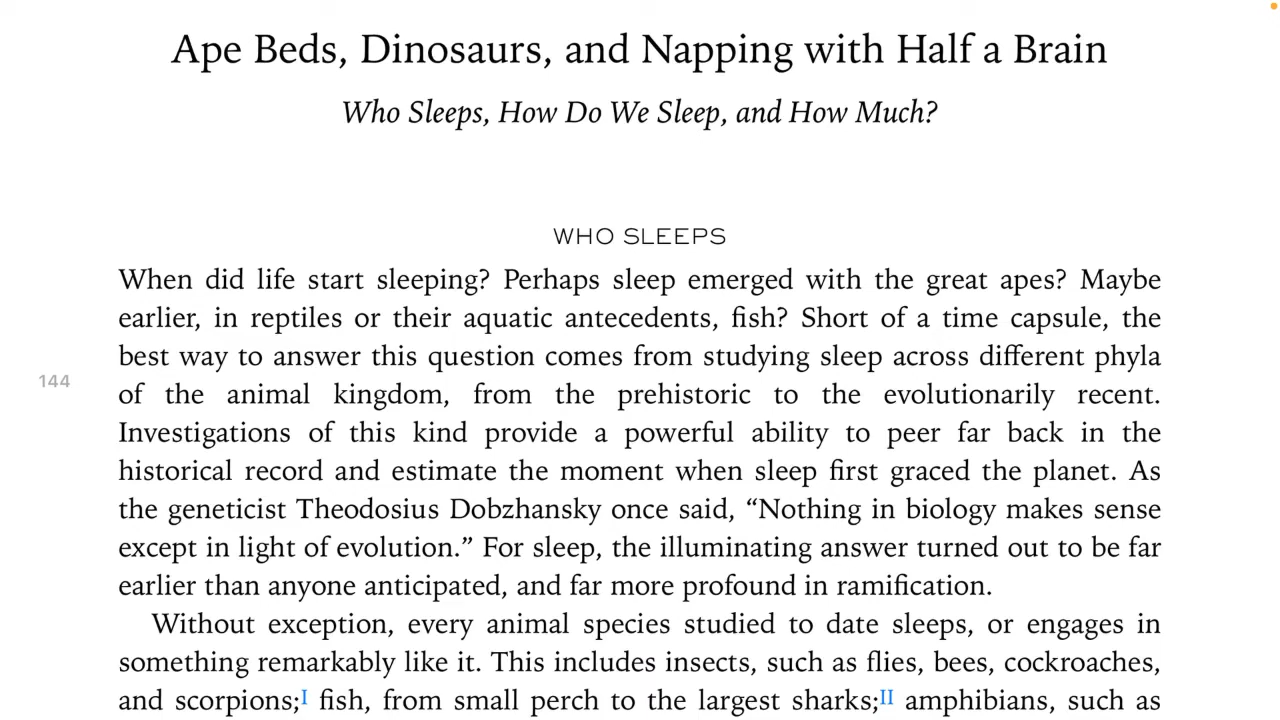 Ape Beds, Dinosaurs, and Napping with Half a Brain
Who Sleeps, How Do We Sleep, and How Much?
WHO SLEEPS
When did life start sleeping? Perhaps sleep emerged with the great apes? Maybe
earlier, in reptiles or their aquatic antecedents, fish? Short of a time capsule, the
best way to answer this question comes from studying sleep across different phyla
144
of the animal kingdom, from the prehistoric to the evolutionarily recent.
Investigations of this kind provide a powerful ability to peer far back in the
historical record and estimate the moment when sleep first graced the planet. As
the geneticist Theodosius Dobzhansky once said, “Nothing in biology makes sense
except in light of evolution.” For sleep, the illuminating answer turned out to be far
earlier than anyone anticipated, and far more profound in ramification.
Without exception, every animal species studied to date sleeps, or engages in
something remarkably like it. This includes insects, such as flies, bees, cockroaches,
and scorpions;I fish, from small perch to the largest sharks;II amphibians, such as